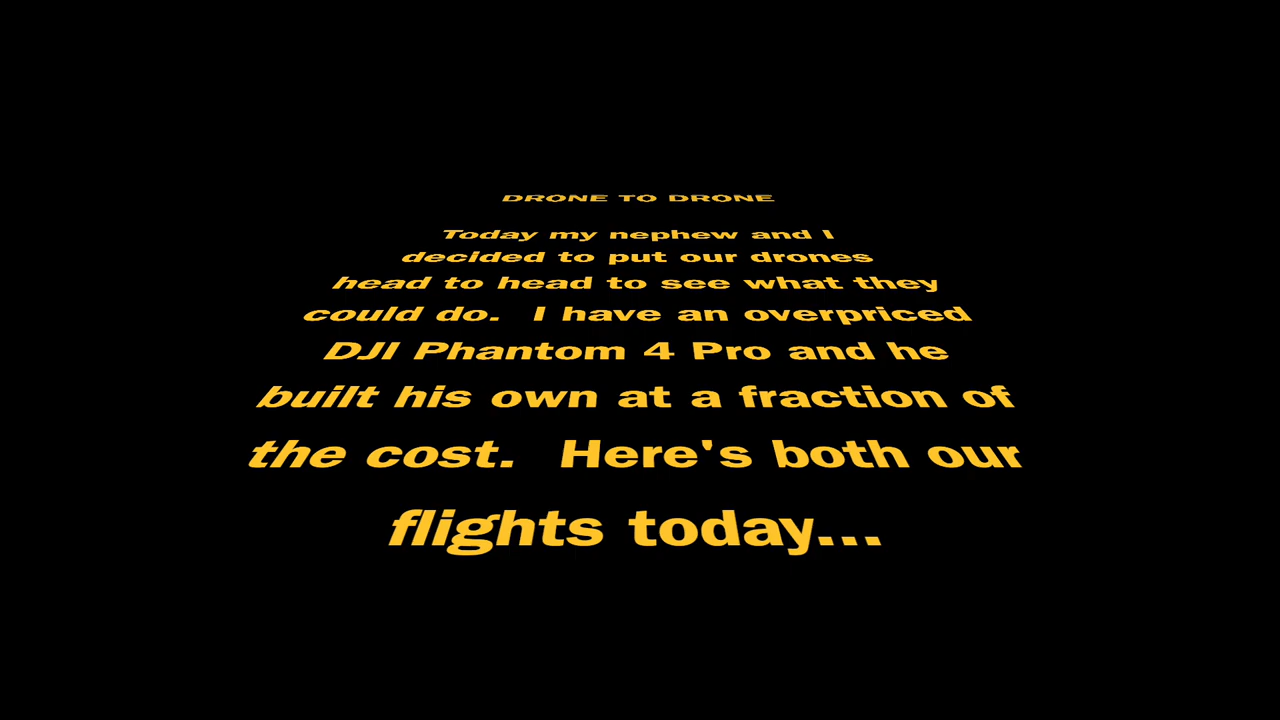 DRONE TO DRONE
Today my nephew and I
decided to put our drones
head to head to see what they
could do.  I have an overpriced
DJI Phantom 4 Pro and he
built his own at a fraction of
the cost.  Here's both our
flights today...